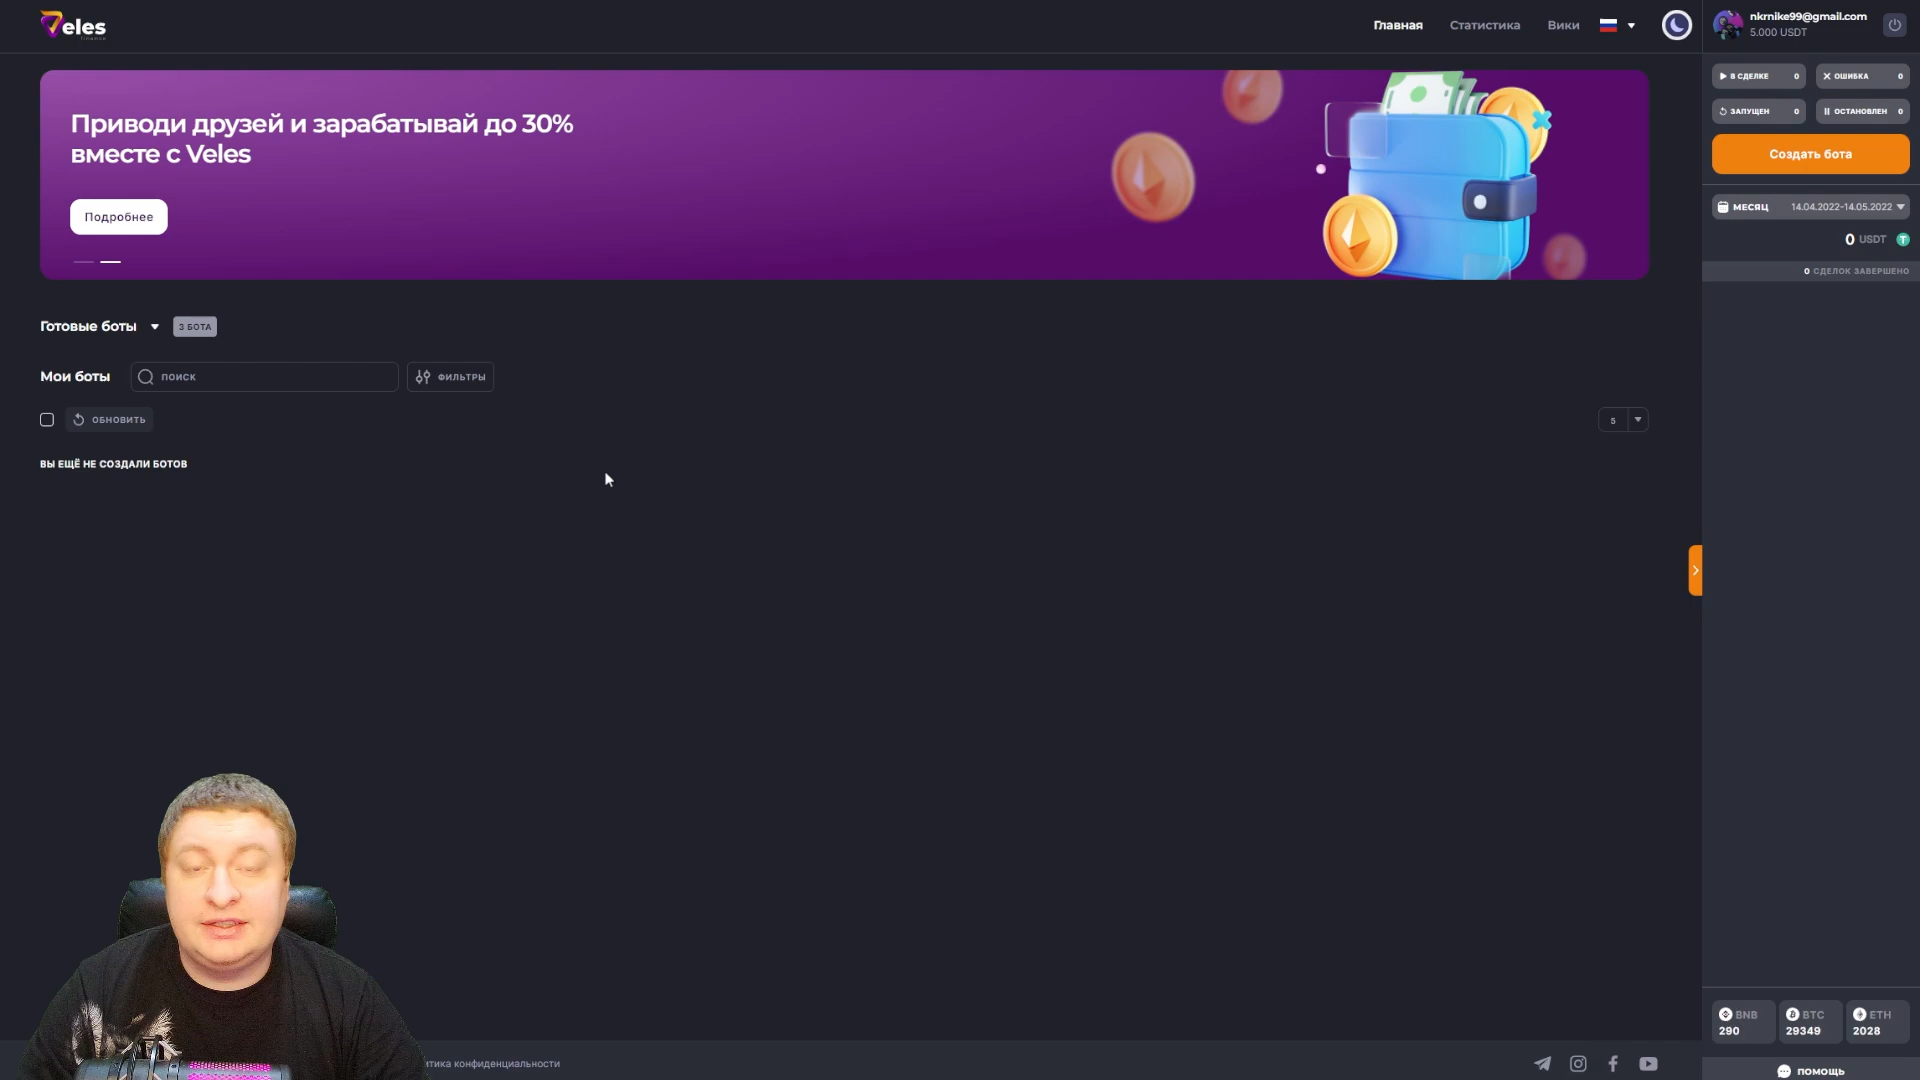 Veles
finance
Главная
Статистика
Вики
nkrnike99@gmail.com
5.000 USDT
В СДЕЛКЕ 0
ОШИБКА 0
ЗАПУЩЕН 0
ОСТАНОВЛЕН 0
Создать бота
МЕСЯЦ 14.04.2022-14.05.2022
0 USDT
0 СДЕЛОК ЗАВЕРШЕНО
Приводи друзей и зарабатывай до 30%
вместе с Veles
Подробнее
Готовые боты
3 БОТА
Мои боты
ПОИСК
ФИЛЬТРЫ
ОБНОВИТЬ
5
ВЫ ЕЩЁ НЕ СОЗДАЛИ БОТОВ
BNB
290
BTC
29349
ETH
2028
итика конфиденциальности
ПОМОЩЬ